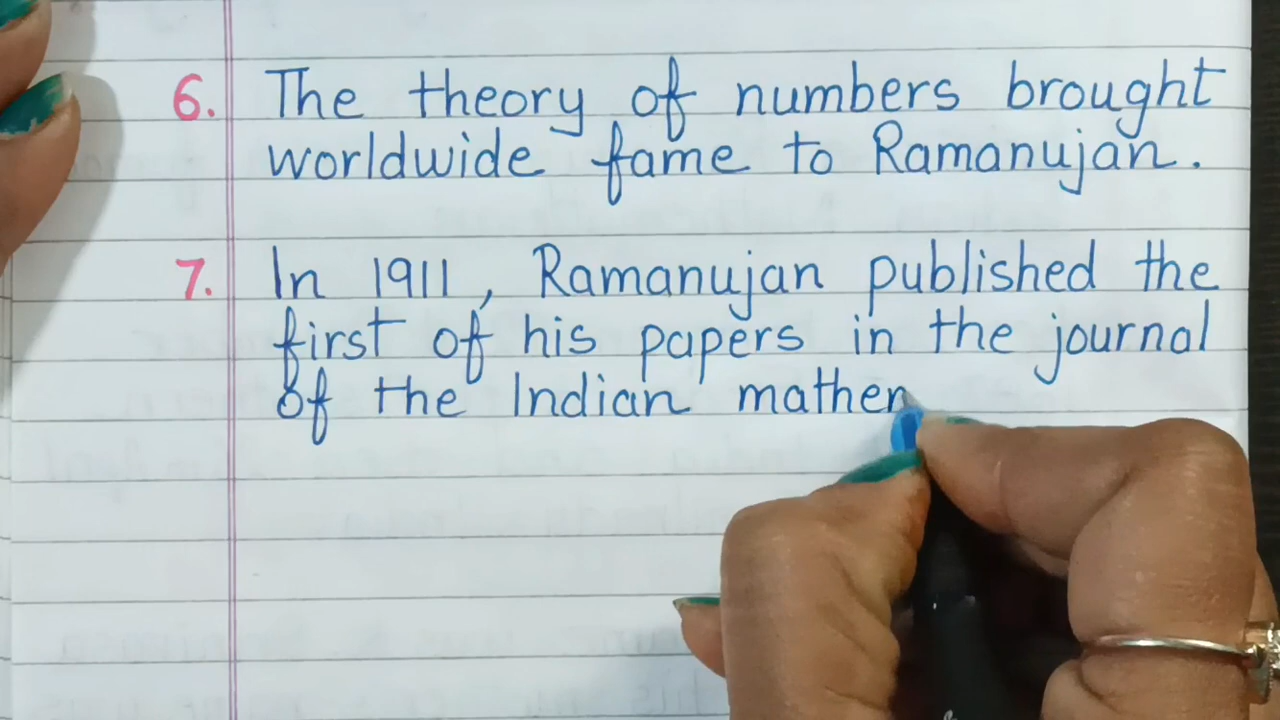 6. The theory of numbers brought
worldwide fame to Ramanujan.
7. In 1911, Ramanujan published the
first of his papers in the journal
of the Indian mathem